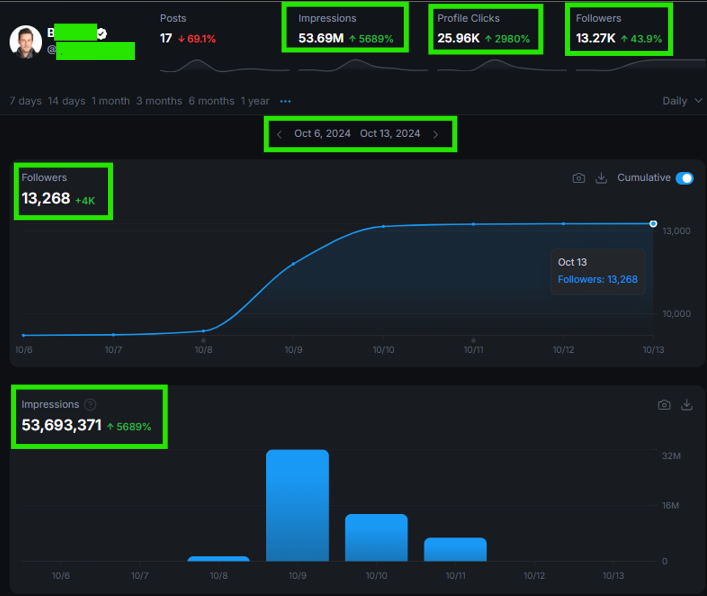 Posts
17 ↓ 69.1%
Impressions
53.69M ↑ 5689%
Profile Clicks
25.96K ↑ 2980%
Followers
13.27K ↑ 43.9%
B
@
7 days 14 days 1 month 3 months 6 months 1 year ...
Daily
Oct 6, 2024 Oct 13, 2024
Followers
13,268 +4K
Cumulative
13,000
Oct 13
Followers: 13,268
10,000
10/6 10/7 10/8 10/9 10/10 10/11 10/12 10/13
Impressions ?
53,693,371 ↑ 5689%
32M
16M
0
10/6 10/7 10/8 10/9 10/10 10/11 10/12 10/13